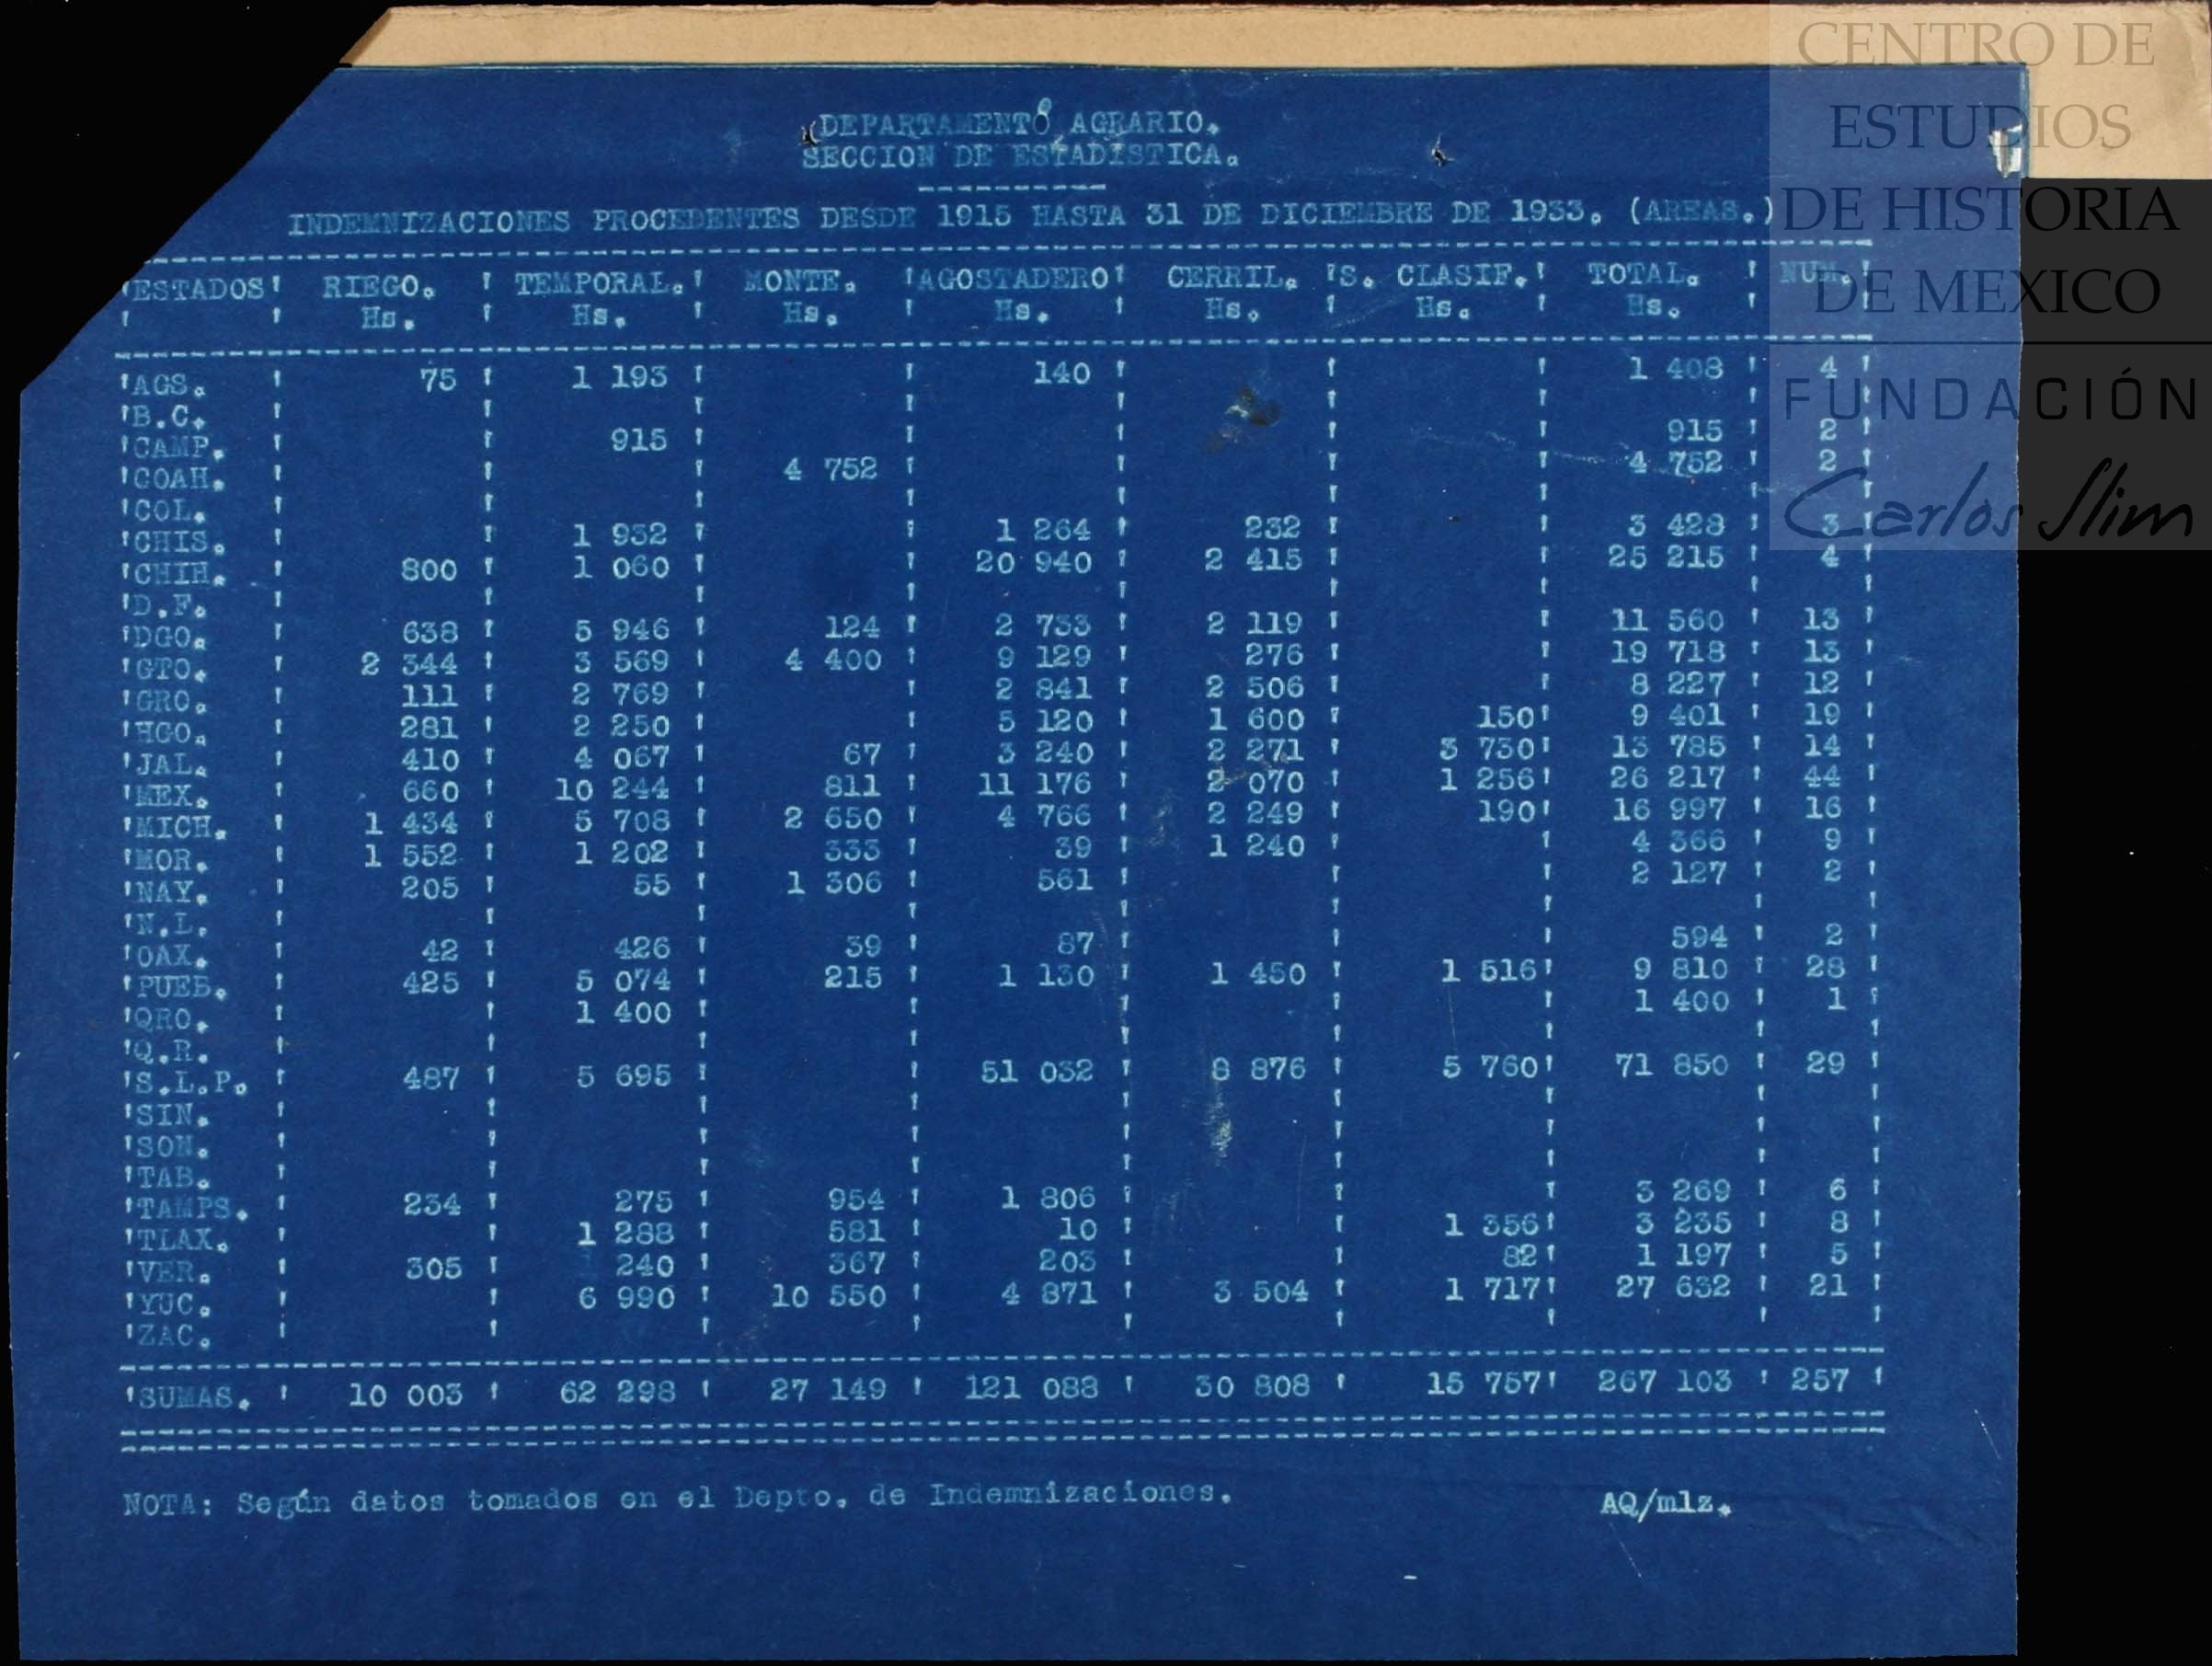 CENTRO DE
ESTUDIOS
DE HISTORIA
DE MEXICO
FUNDACIÓN
Carlos Slim
DEPARTAMENTO AGRARIO.
SECCION DE ESTADISTICA.
INDEMNIZACIONES PROCEDENTES DESDE 1915 HASTA 31 DE DICIEMBRE DE 1933. (AREAS.)
ESTADOS RIEGO. TEMPORAL. MONTE. AGOSTADERO CERRIL. S. CLASIF. TOTAL. NUM.
Hs. Hs. Hs. Hs. Hs. Hs. Hs.
AGS. 75 1 193 140 1 408 4
B.C.
CAMP. 915 915 2
COAH. 4 752 4 752 2
COL.
CHIS. 1 932 1 264 232 3 428 3
CHIH. 800 1 060 20 940 2 415 25 215 4
D.F.
DGO. 638 5 946 124 2 733 2 119 11 560 13
GTO. 2 344 3 569 4 400 9 129 276 19 718 13
GRO. 111 2 769 2 841 2 506 8 227 12
HGO. 281 2 250 5 120 1 600 150 9 401 19
JAL. 410 4 067 67 3 240 2 271 3 730 13 785 14
MEX. 660 10 244 811 11 176 2 070 1 256 26 217 44
MICH. 1 434 5 708 2 650 4 766 2 249 190 16 997 16
MOR. 1 552 1 202 333 39 1 240 4 366 9
NAY. 205 55 1 306 561 2 127 2
N.L.
OAX. 42 426 39 87 594 2
PUEB. 425 5 074 215 1 130 1 450 1 516 9 810 28
QRO. 1 400 1 400 1
Q.R.
S.L.P. 487 5 695 51 032 8 876 5 760 71 850 29
SIN.
SON.
TAB.
TAMPS. 234 275 954 1 806 3 269 6
TLAX. 1 288 581 10 1 356 3 235 8
VER. 305 240 367 203 82 1 197 5
YUC. 6 990 10 550 4 871 3 504 1 717 27 632 21
ZAC.
SUMAS. 10 003 62 298 27 149 121 088 30 808 15 757 267 103 257
NOTA: Según datos tomados en el Depto. de Indemnizaciones. AQ/mlz.